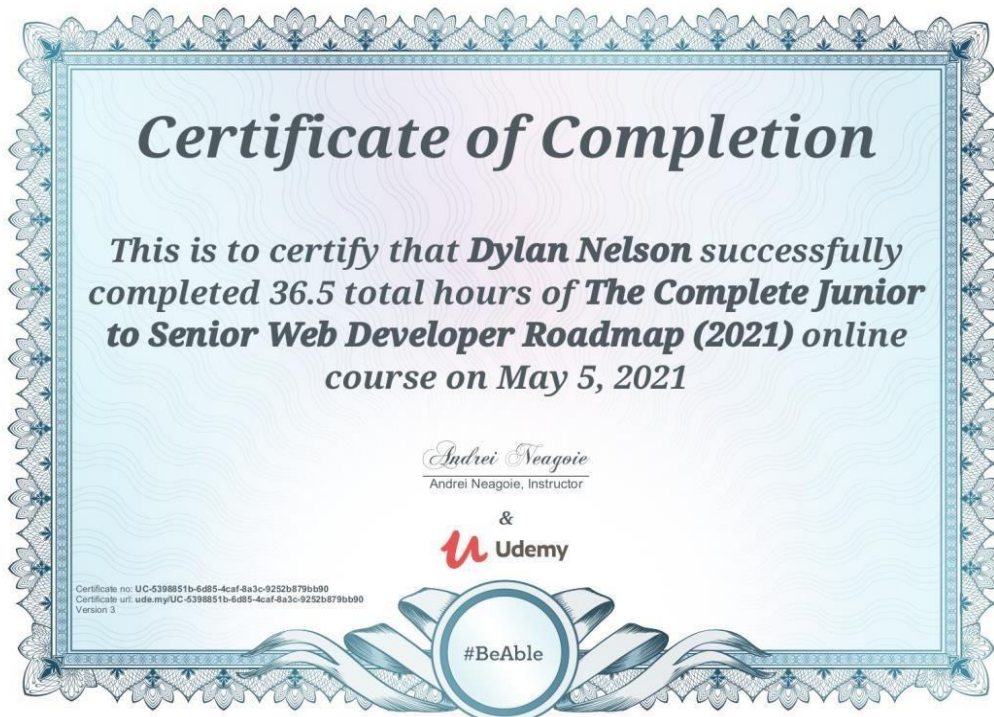 Certificate of Completion
This is to certify that Dylan Nelson successfully
completed 36.5 total hours of The Complete Junior
to Senior Web Developer Roadmap (2021) online
course on May 5, 2021
Andrei Neagoie
Andrei Neagoie, Instructor
&
Udemy
Certificate no: UC-5398851b-6d85-4caf-8a3c-9252b879bb90
Certificate url: ude.my/UC-5398851b-6d85-4caf-8a3c-9252b879bb90
Version 3
#BeAble